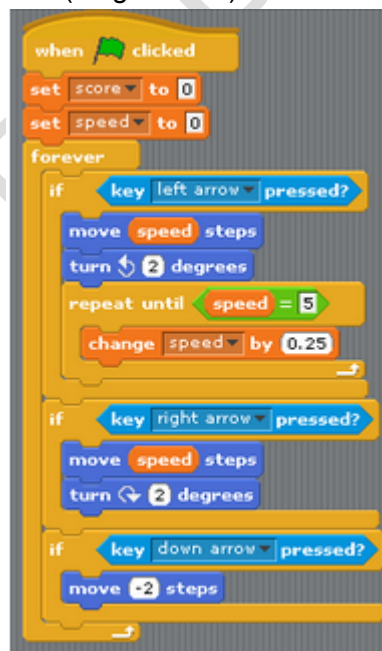 when clicked
set score to 0
set speed to 0
forever
if key left arrow pressed?
move speed steps
turn 2 degrees
repeat until speed = 5
change speed by 0.25
if key right arrow pressed?
move speed steps
turn 2 degrees
if key down arrow pressed?
move -2 steps